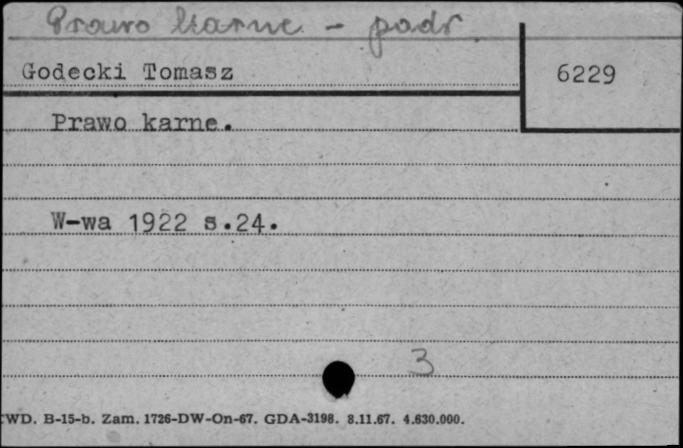 Prawo karne - podr.
Godecki Tomasz
6229
Prawo karne.
W-wa 1922 s.24.
3
WD. B-15-b. Zam. 1726-DW-On-67. GDA-3198. 8.11.67. 4.630.000.